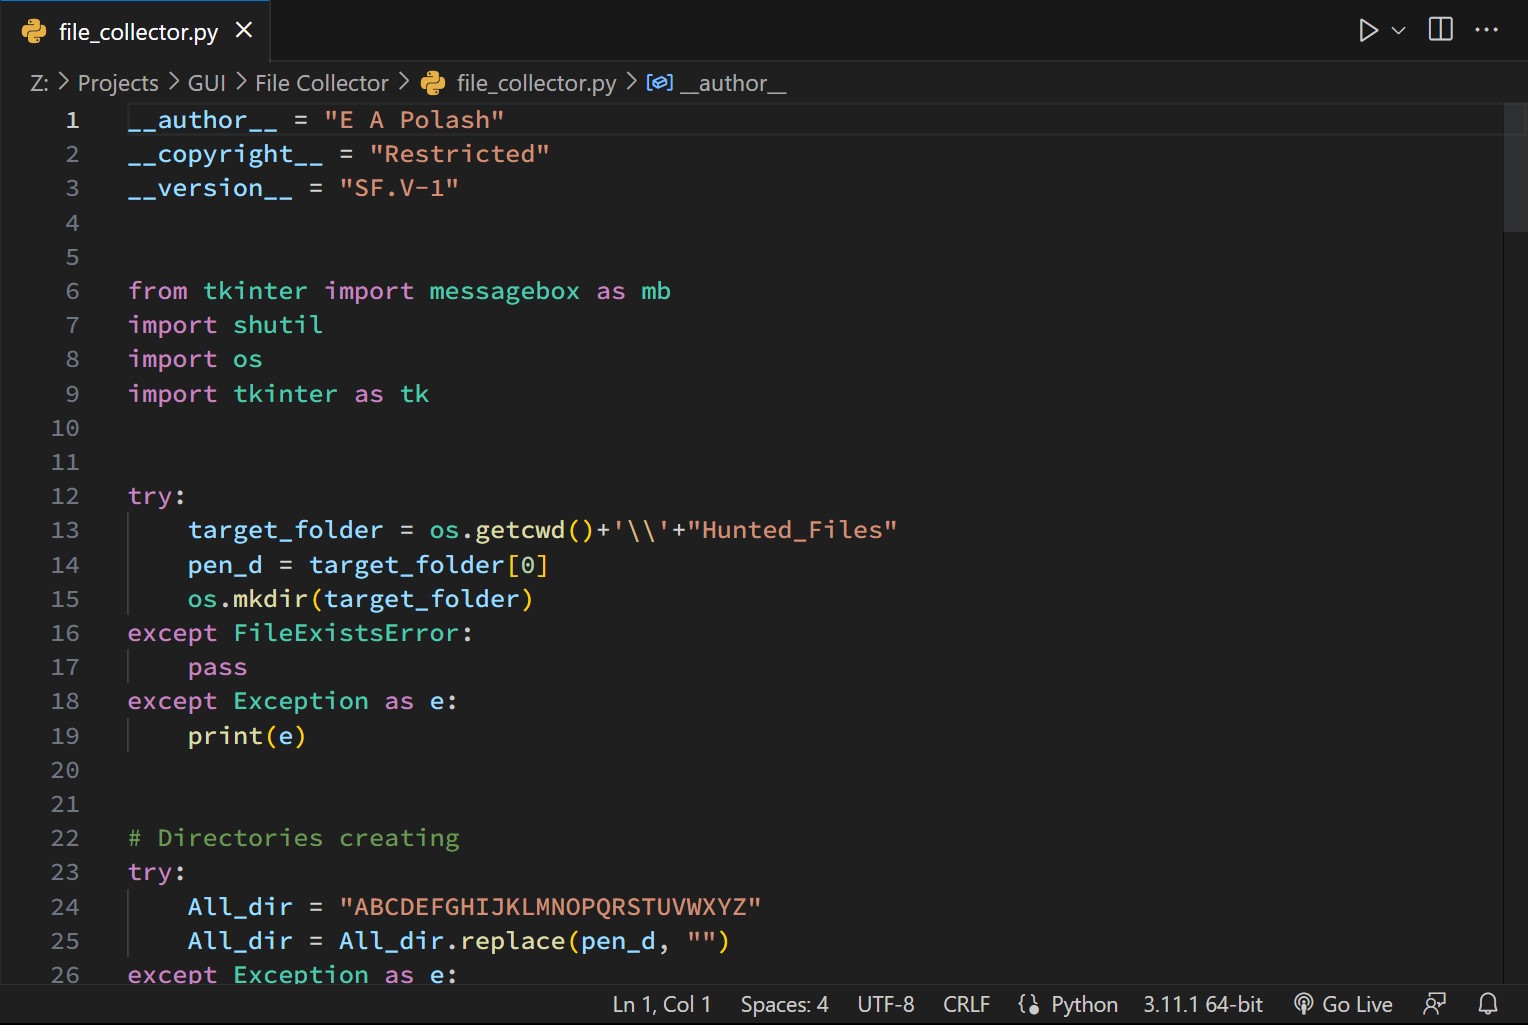 file_collector.py
Z: > Projects > GUI > File Collector > file_collector.py > __author__
1 __author__ = "E A Polash"
2 __copyright__ = "Restricted"
3 __version__ = "SF.V-1"
4
5
6 from tkinter import messagebox as mb
7 import shutil
8 import os
9 import tkinter as tk
10
11
12 try:
13     target_folder = os.getcwd()+'\\'+"Hunted_Files"
14     pen_d = target_folder[0]
15     os.mkdir(target_folder)
16 except FileExistsError:
17     pass
18 except Exception as e:
19     print(e)
20
21
22 # Directories creating
23 try:
24     All_dir = "ABCDEFGHIJKLMNOPQRSTUVWXYZ"
25     All_dir = All_dir.replace(pen_d, "")
26 except Exception as e:
Ln 1, Col 1 Spaces: 4 UTF-8 CRLF Python 3.11.1 64-bit Go Live